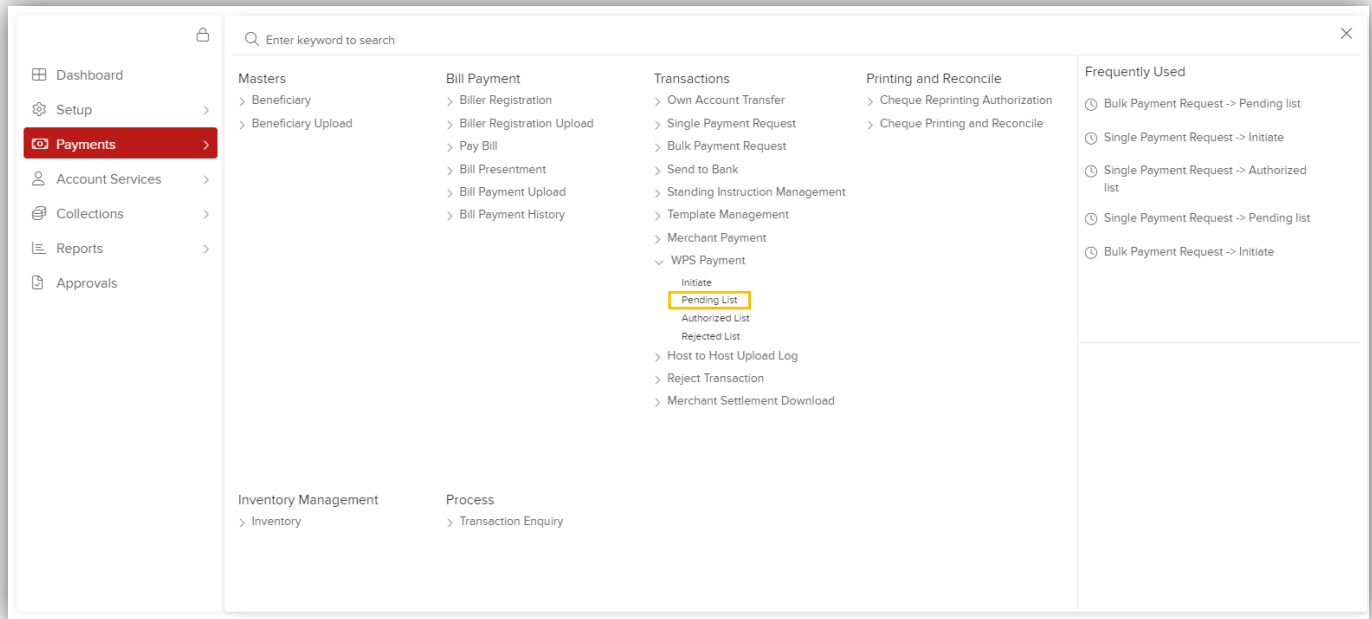 Enter keyword to search
Dashboard
Setup
Payments
Account Services
Collections
Reports
Approvals
Masters
Beneficiary
Beneficiary Upload
Bill Payment
Biller Registration
Biller Registration Upload
Pay Bill
Bill Presentment
Bill Payment Upload
Bill Payment History
Transactions
Own Account Transfer
Single Payment Request
Bulk Payment Request
Send to Bank
Standing Instruction Management
Template Management
Merchant Payment
WPS Payment
Initiate
Pending List
Authorized List
Rejected List
Host to Host Upload Log
Reject Transaction
Merchant Settlement Download
Printing and Reconcile
Cheque Reprinting Authorization
Cheque Printing and Reconcile
Inventory Management
Inventory
Process
Transaction Enquiry
Frequently Used
Bulk Payment Request -> Pending list
Single Payment Request -> Initiate
Single Payment Request -> Authorized
list
Single Payment Request -> Pending list
Bulk Payment Request -> Initiate